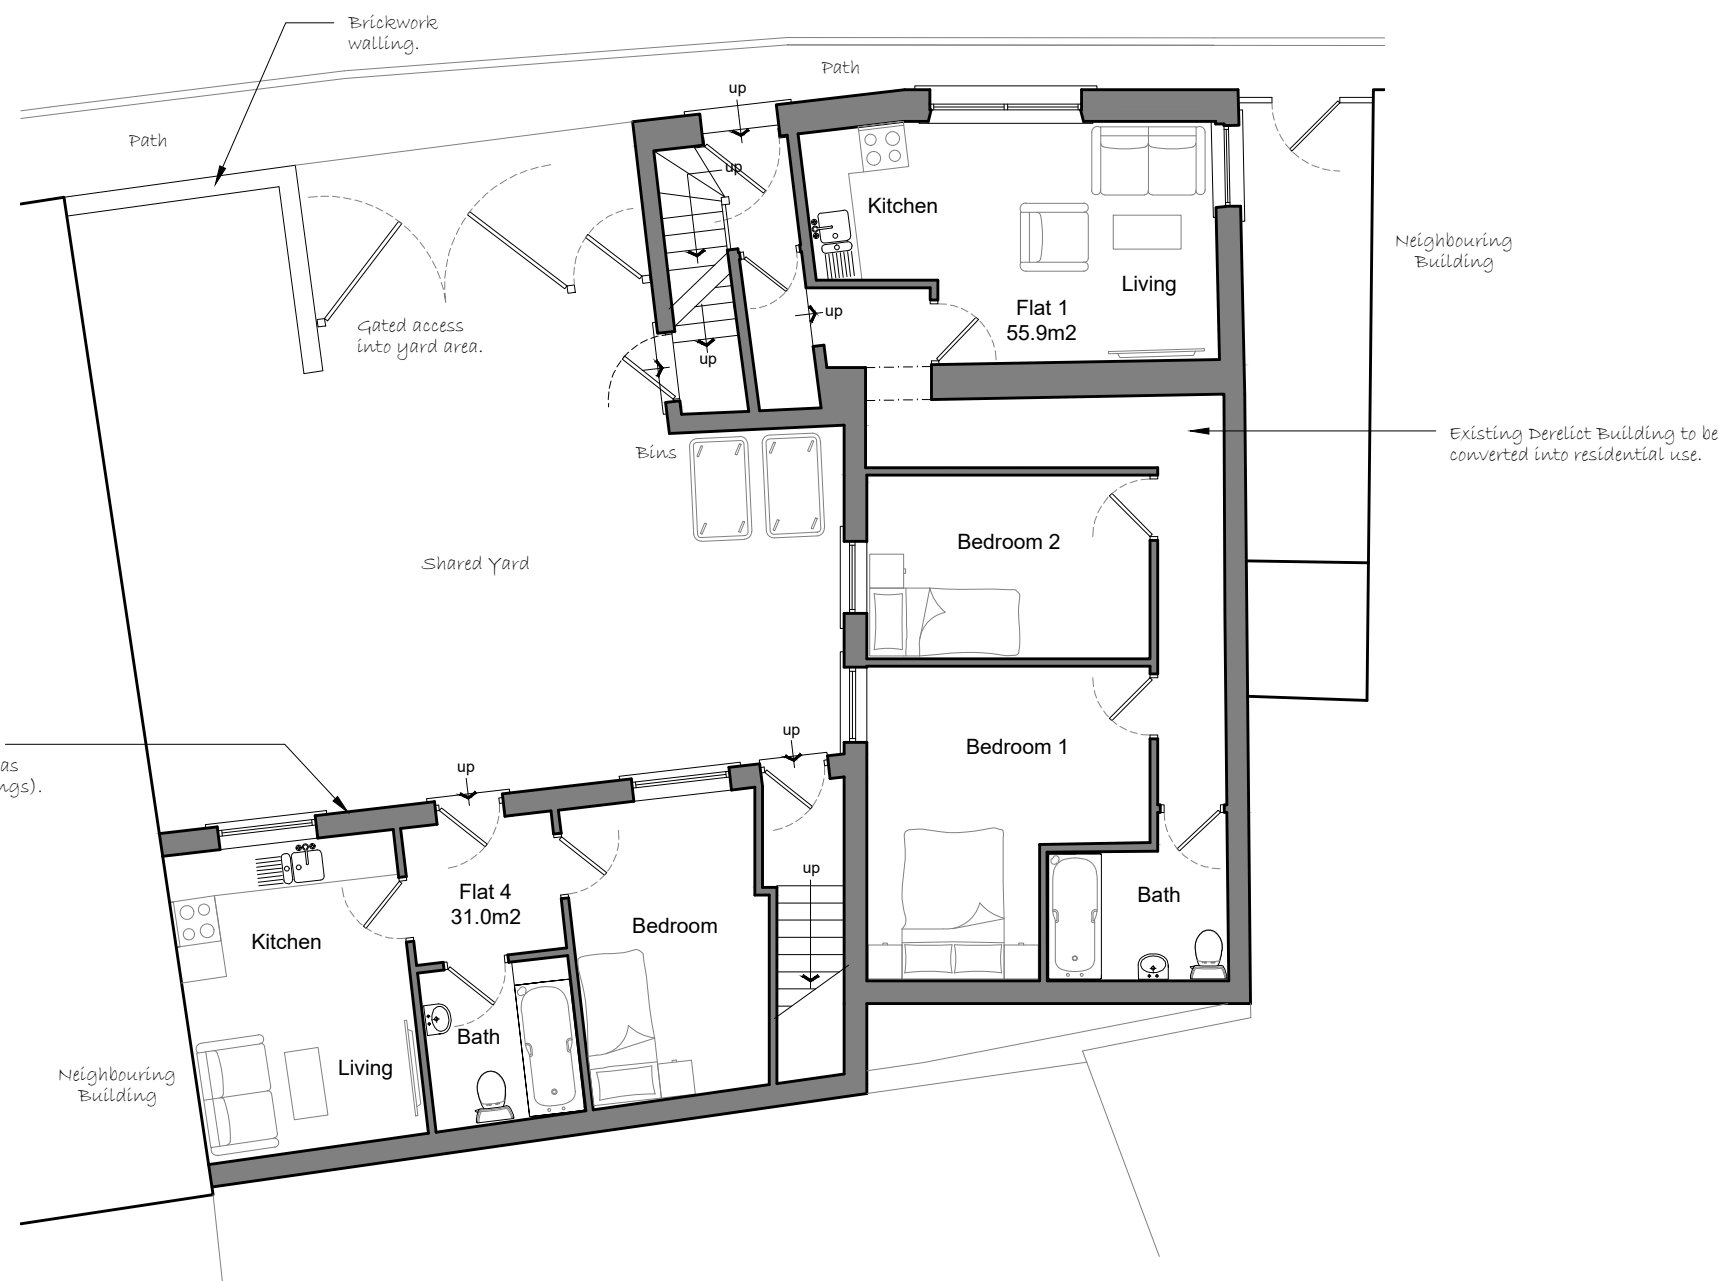 Brickwork
walling.
Path
Path
up
up
Kitchen
Living
Flat 1
55.9m2
up
up
Gated access
into yard area.
Neighbouring
Building
Bins
Existing Derelict Building to be
converted into residential use.
Shared Yard
Bedroom 2
Bedroom 1
up
up
as
ngs).
up
Flat 4
31.0m2
Kitchen
Bedroom
Bath
Bath
Living
Neighbouring
Building